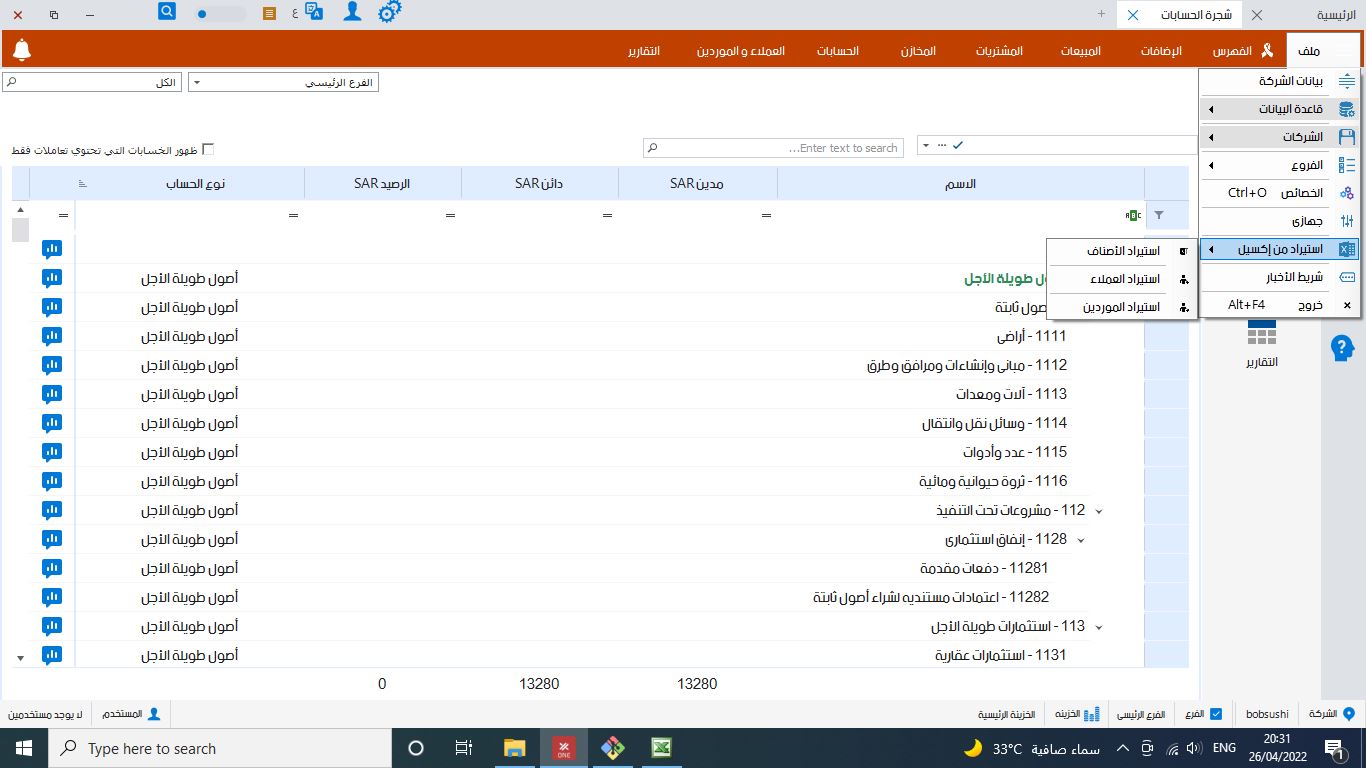 الرئيسية
شجرة الحسابات
ع
ملف
الفهرس
الإضافات
المبيعات
المشتريات
المخازن
الحسابات
العملاء و الموردين
التقارير
بيانات الشركة
قاعدة البيانات
الشركات
الفروع
الخصائص Ctrl+O
جهازى
استيراد من إكسيل
شريط الأخبار
خروج Alt+F4
استيراد الأصناف
استيراد العملاء
استيراد الموردين
التقارير
الفرع الرئيسي
الكل
Enter text to search...
ظهور الحسابات التي تحتوي تعاملات فقط
الاسم
مدين SAR
دائن SAR
الرصيد SAR
نوع الحساب
ول طويلة الأجل أصول طويلة الأجل
صول ثابتة أصول طويلة الأجل
1111 - أراضى أصول طويلة الأجل
1112 - مبانى وإنشاءات ومرافق وطرق أصول طويلة الأجل
1113 - آلات ومعدات أصول طويلة الأجل
1114 - وسائل نقل وانتقال أصول طويلة الأجل
1115 - عدد وأدوات أصول طويلة الأجل
1116 - ثروة حيوانية ومائية أصول طويلة الأجل
112 - مشروعات تحت التنفيذ أصول طويلة الأجل
1128 - إنفاق استثمارى أصول طويلة الأجل
11281 - دفعات مقدمة أصول طويلة الأجل
11282 - اعتمادات مستنديه لشراء أصول ثابتة أصول طويلة الأجل
113 - استثمارات طويلة الأجل أصول طويلة الأجل
1131 - استثمارات عقارية أصول طويلة الأجل
13280 13280 0
الشركة bobsushi الفرع الفرع الرئيسي الخزينه الخزينة الرئيسية المستخدم لا يوجد مستخدمين
Type here to search
ONE
33°C سماء صافية
ENG
20:31
26/04/2022
1